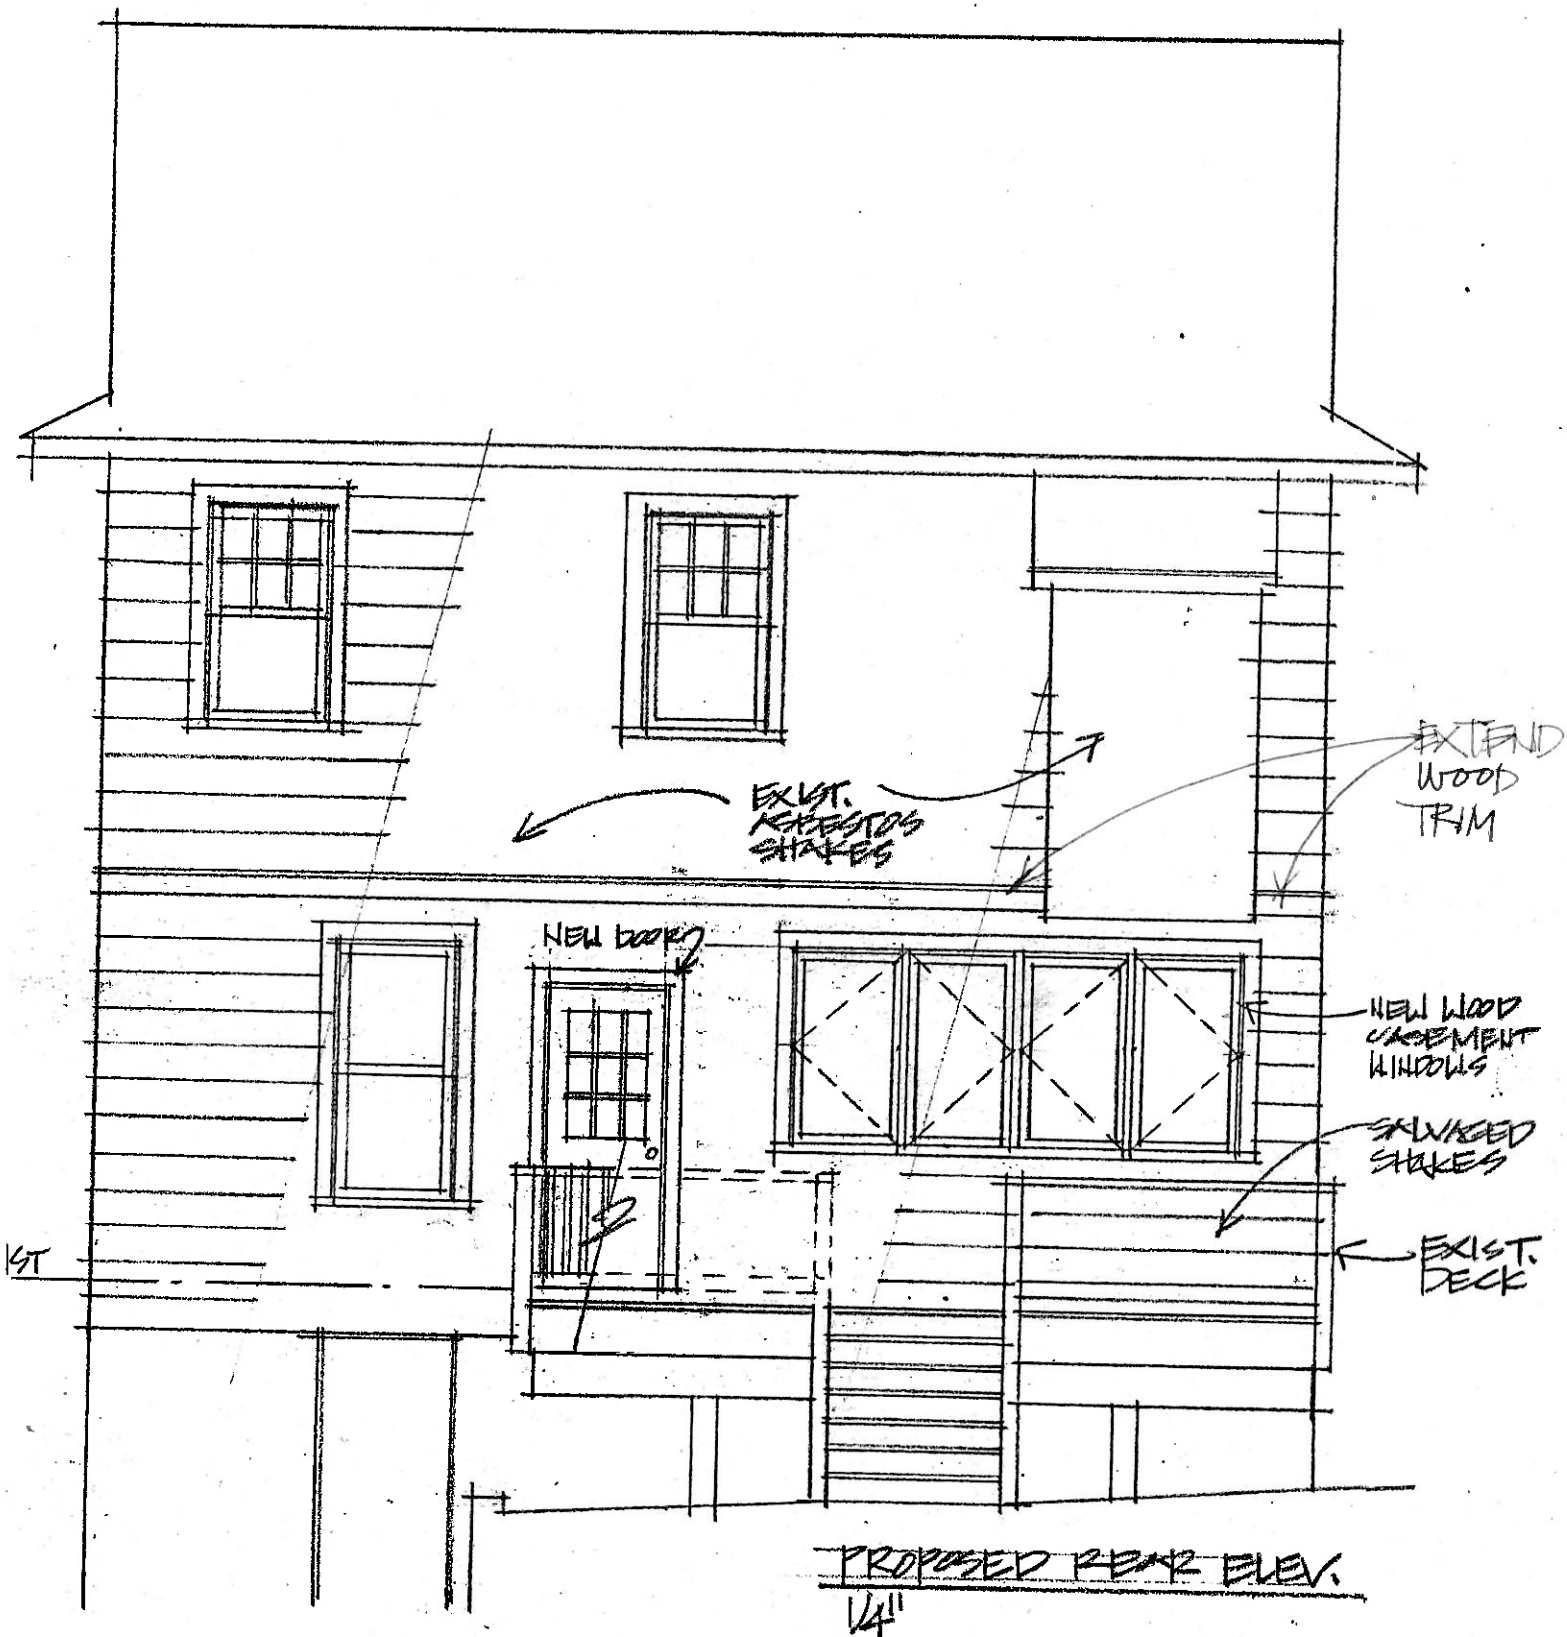 EXTEND
WOOD
TRIM
EXIST.
ASBESTOS
SHAKES
NEW DOOR
NEW WOOD
CASEMENT
WINDOWS
SALVAGED
SHAKES
1ST
EXIST.
DECK
PROPOSED REAR ELEV.
1/4"